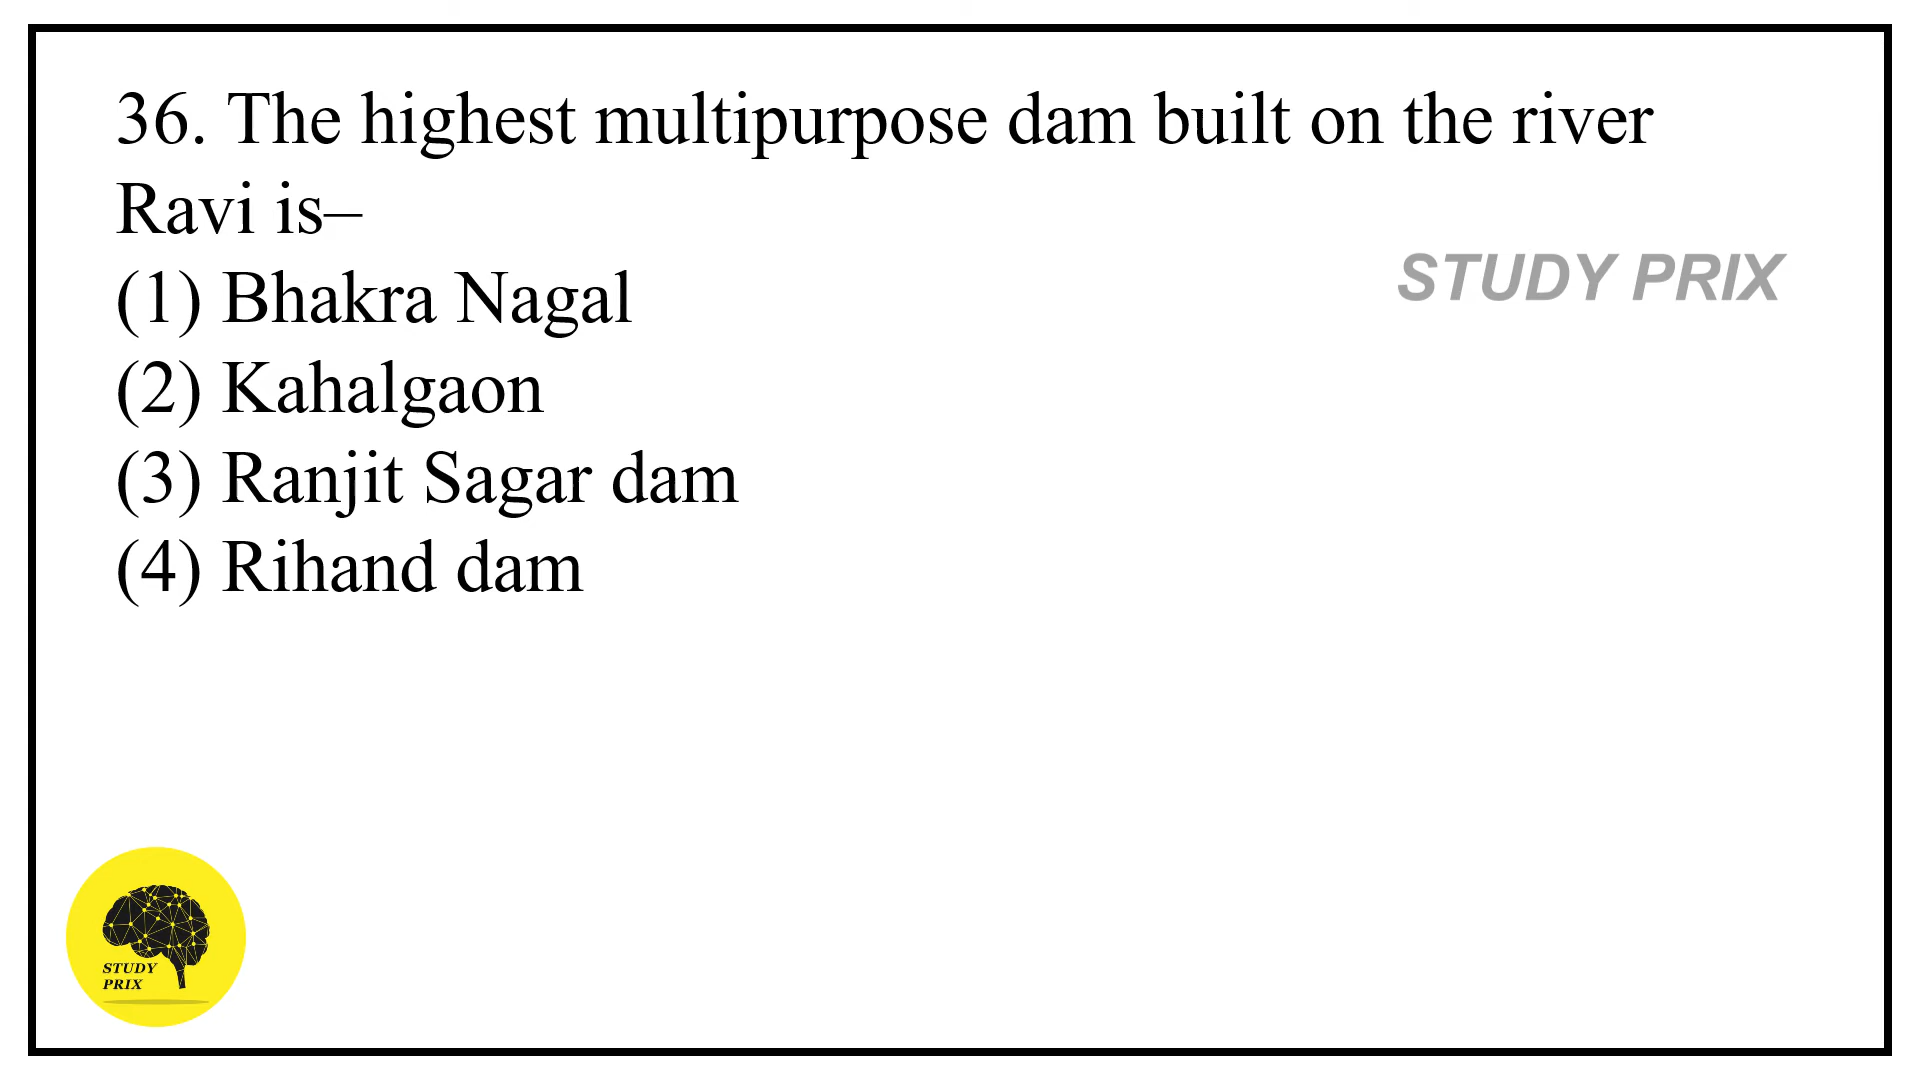 36. The highest multipurpose dam built on the river
Ravi is–
(1) Bhakra Nagal
STUDY PRIX
(2) Kahalgaon
(3) Ranjit Sagar dam
(4) Rihand dam
STUDY
PRIX